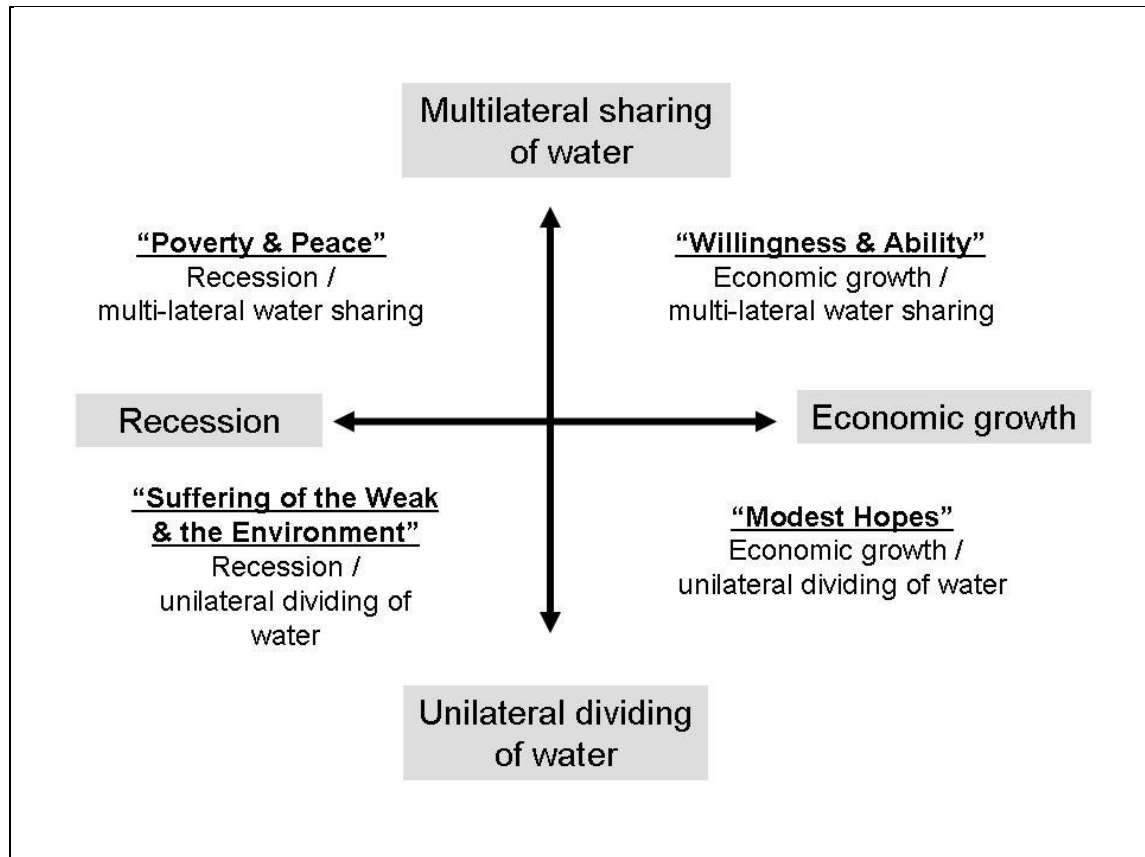 Multilateral sharing
of water
“Poverty & Peace”
Recession /
multi-lateral water sharing
“Willingness & Ability”
Economic growth /
multi-lateral water sharing
Recession
Economic growth
“Suffering of the Weak
& the Environment”
Recession /
unilateral dividing of
water
“Modest Hopes”
Economic growth /
unilateral dividing of water
Unilateral dividing
of water